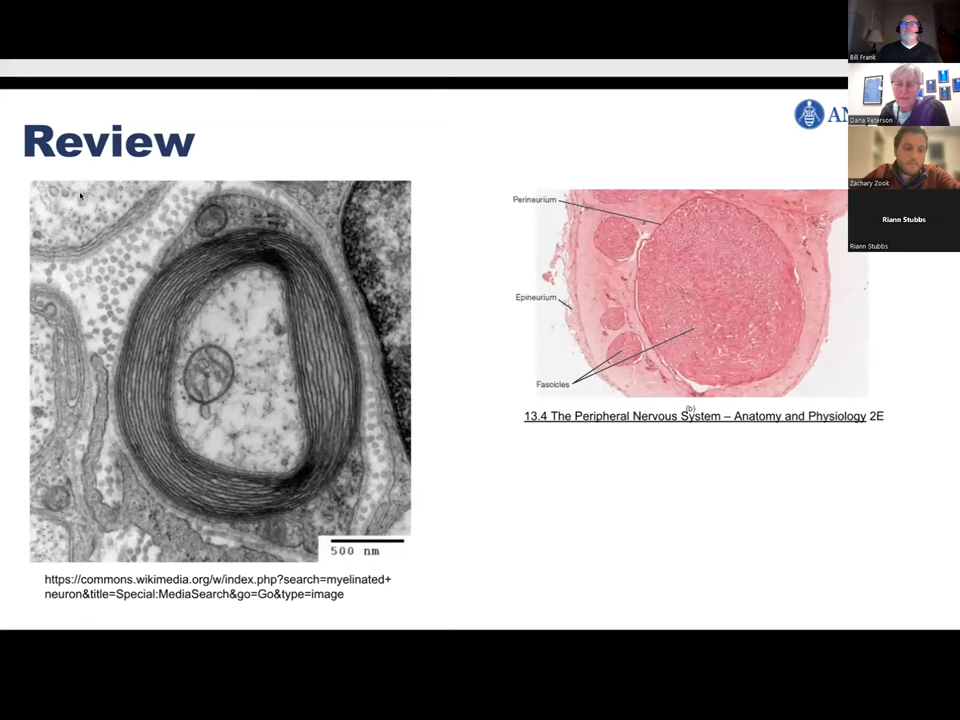 Review
AN
Bill Frank
Dana Peterson
Zachary Zook
Riann Stubbs
Riann Stubbs
500 nm
https://commons.wikimedia.org/w/index.php?search=myelinated+
neuron&title=Special:MediaSearch&go=Go&type=image
Perineurium
Epineurium
Fascicles
(b)
13.4 The Peripheral Nervous System – Anatomy and Physiology 2E